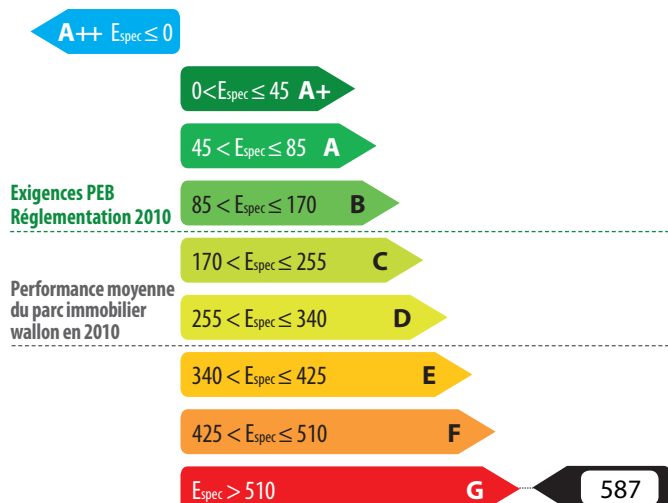 A++ Espec ≤ 0
0<Espec ≤ 45 A+
45 < Espec ≤ 85 A
Exigences PEB
Réglementation 2010
85 < Espec ≤ 170 B
170 < Espec ≤ 255 C
Performance moyenne
du parc immobilier
wallon en 2010
255 < Espec ≤ 340 D
340 < Espec ≤ 425 E
425 < Espec ≤ 510 F
Espec > 510 G 587